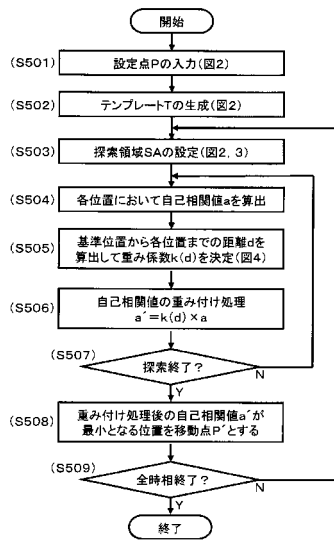 開始
(S501)
設定点Pの入力(図2)
(S502)
テンプレートTの生成(図2)
(S503)
探索領域SAの設定(図2, 3)
(S504)
各位置において自己相関値aを算出
(S505)
基準位置から各位置までの距離dを
算出して重み係数k(d)を決定(図4)
(S506)
自己相関値の重み付け処理
a´=k(d)×a
(S507)
探索終了?
N
Y
(S508)
重み付け処理後の自己相関値a´が
最小となる位置を移動点P´とする
(S509)
全時相終了?
N
Y
終了